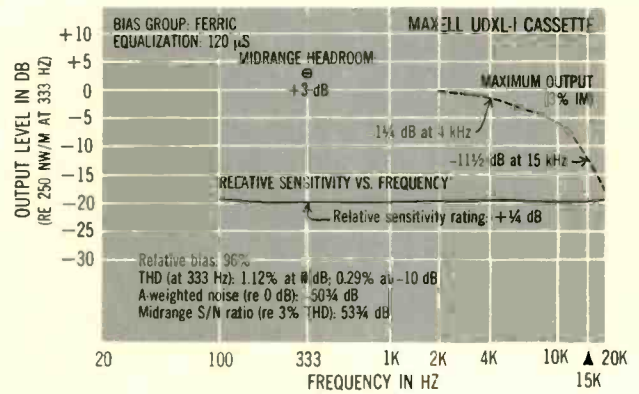 BIAS GROUP: FERRIC
EQUALIZATION: 120 µS
MAXELL UDXL-I CASSETTE
MIDRANGE HEADROOM
+3 dB
MAXIMUM OUTPUT
(3% IM)
1¼ dB at 4 kHz
-11½ dB at 15 kHz
RELATIVE SENSITIVITY VS. FREQUENCY
Relative sensitivity rating: +¼ dB
Relative bias: 96%
THD (at 333 Hz): 1.12% at 0 dB; 0.29% at -10 dB
A-weighted noise (re 0 dB): -50¾ dB
Midrange S/N ratio (re 3% THD): 53¾ dB
OUTPUT LEVEL IN DB
(RE 250 NW/M AT 333 HZ)
+10
+5
0
-5
-10
-15
-20
-25
-30
20 100 333 1K 2K 4K 10K 20K
15K
FREQUENCY IN HZ